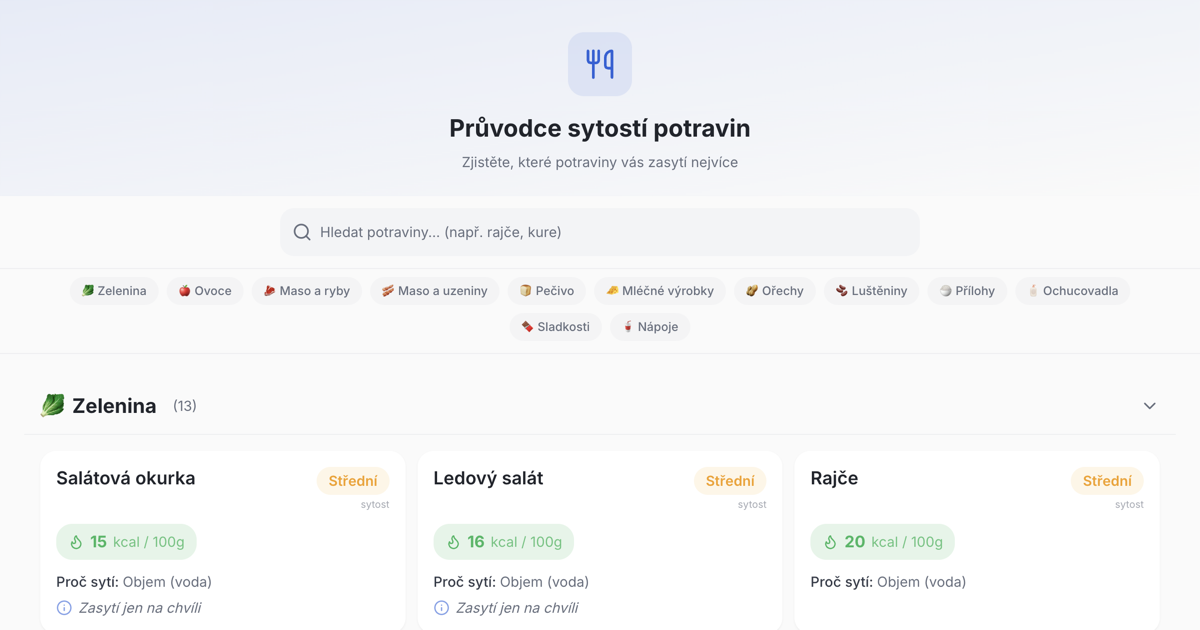 Průvodce sytostí potravin
Zjistěte, které potraviny vás zasytí nejvíce
Hledat potraviny... (např. rajče, kure)
Zelenina
Ovoce
Maso a ryby
Maso a uzeniny
Pečivo
Mléčné výrobky
Ořechy
Luštěniny
Přílohy
Ochucovadla
Sladkosti
Nápoje
Zelenina (13)
Salátová okurka
Střední
sytost
15 kcal / 100g
Proč sytí: Objem (voda)
Zasytí jen na chvíli
Ledový salát
Střední
sytost
16 kcal / 100g
Proč sytí: Objem (voda)
Zasytí jen na chvíli
Rajče
Střední
sytost
20 kcal / 100g
Proč sytí: Objem (voda)